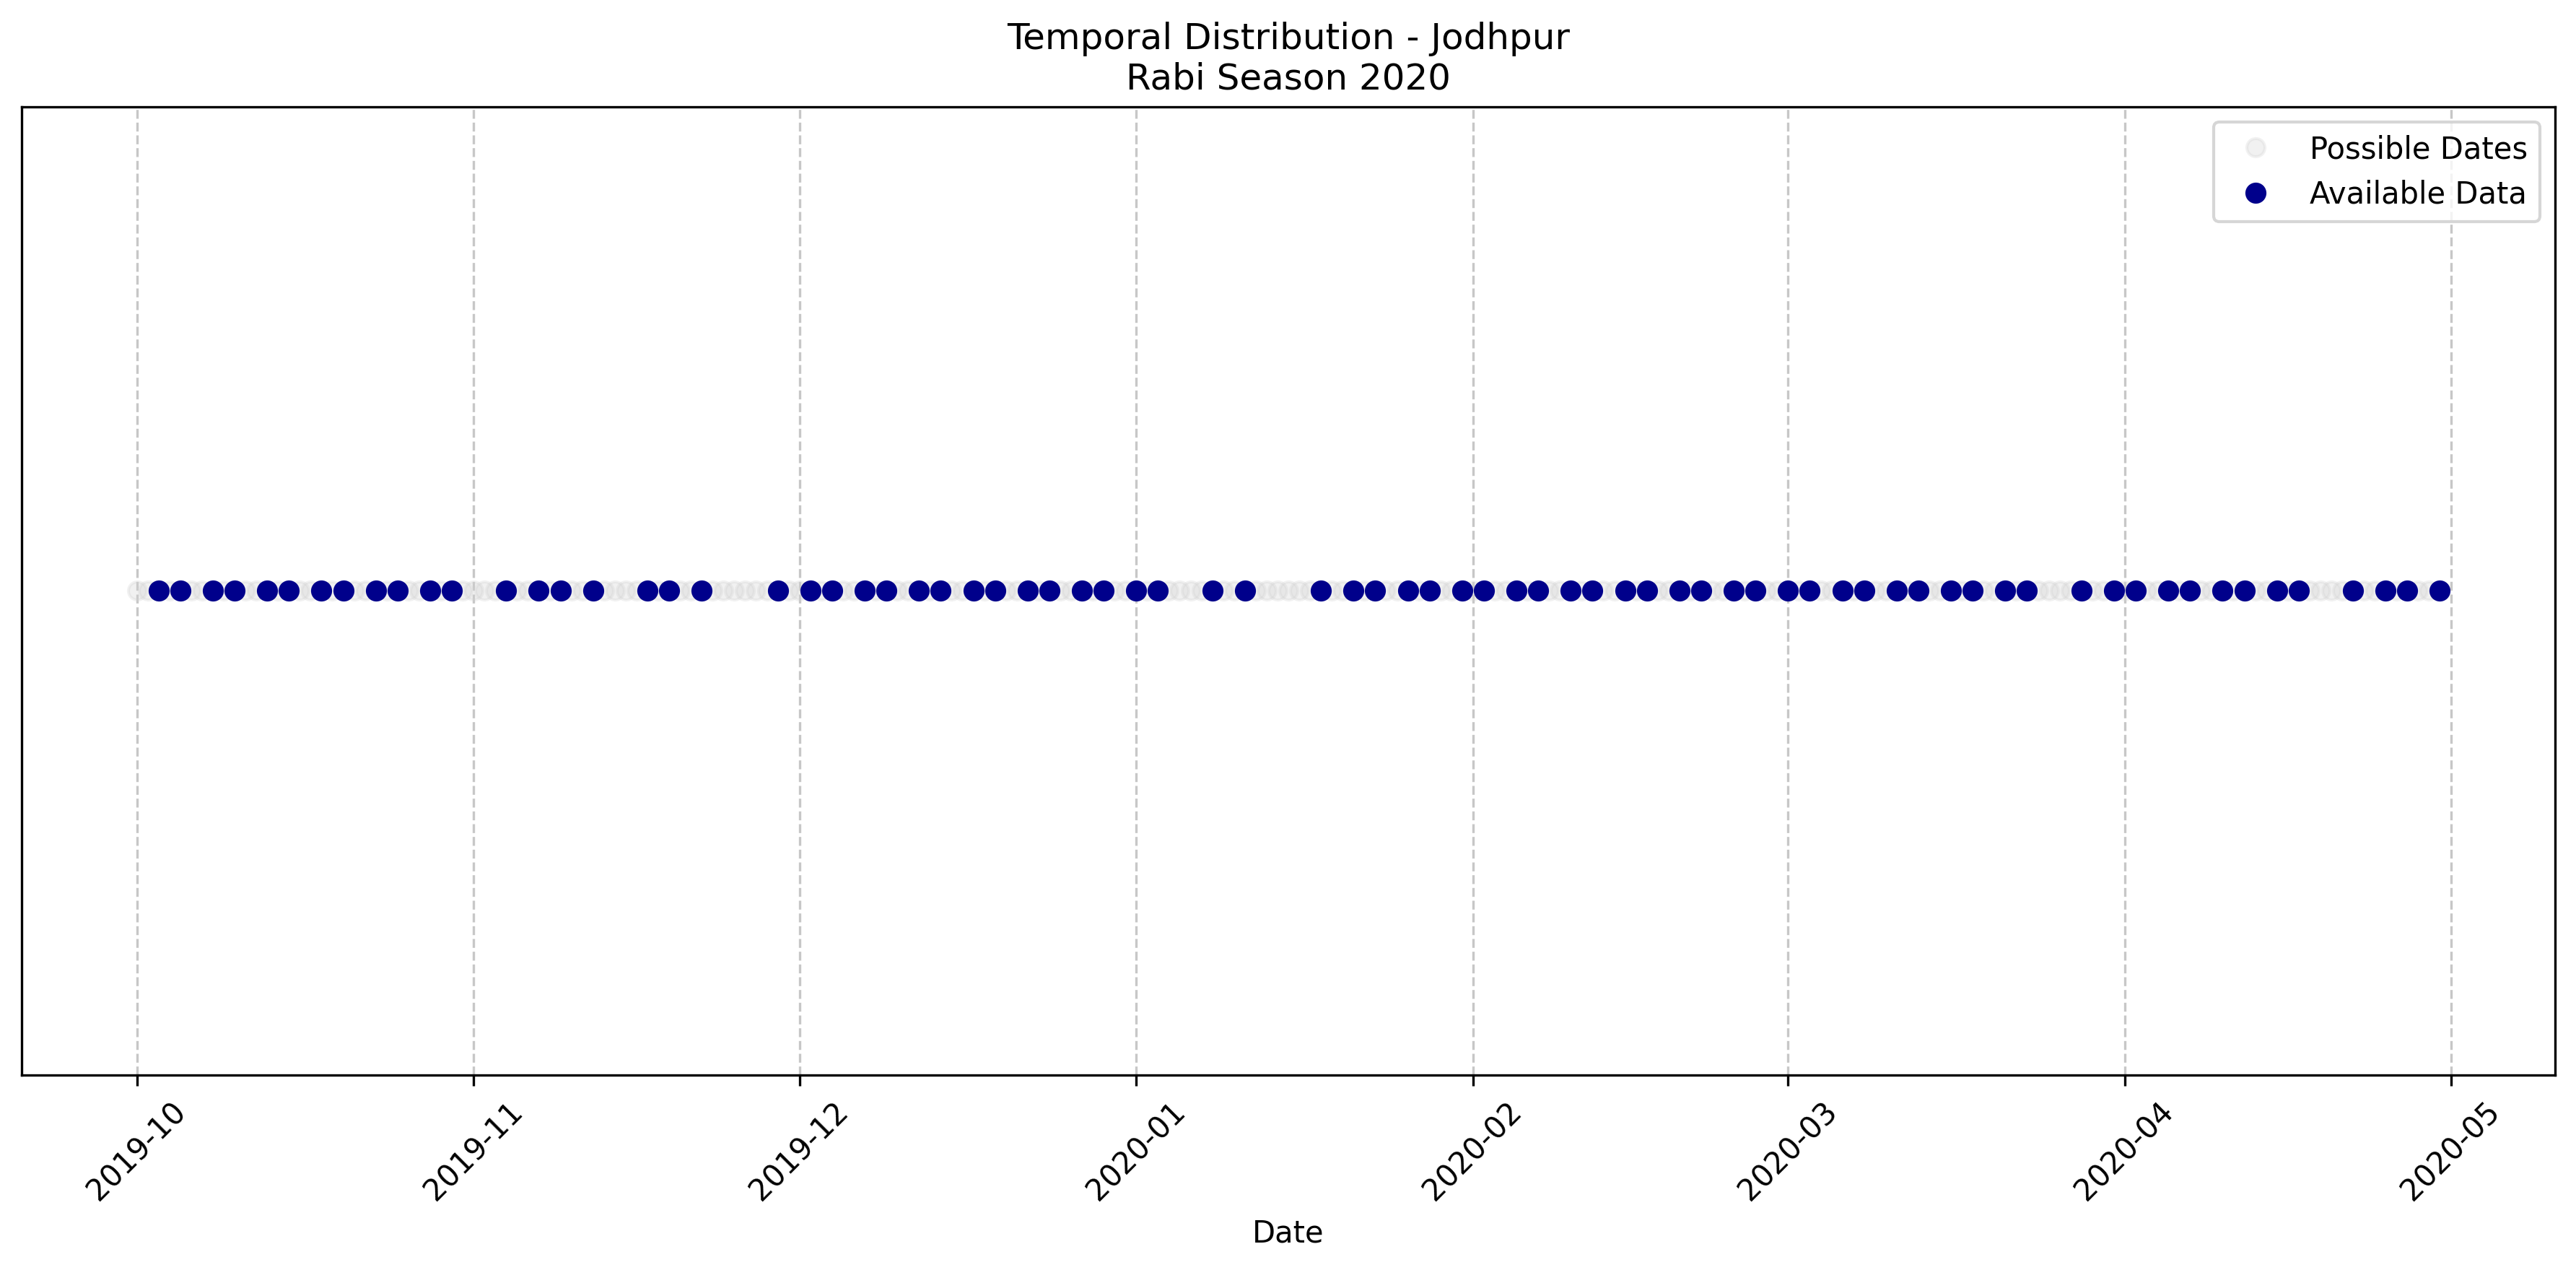 Temporal Distribution - Jodhpur
Rabi Season 2020
Possible Dates
Available Data
2019-10
2019-11
2019-12
2020-01
2020-02
2020-03
2020-04
2020-05
Date